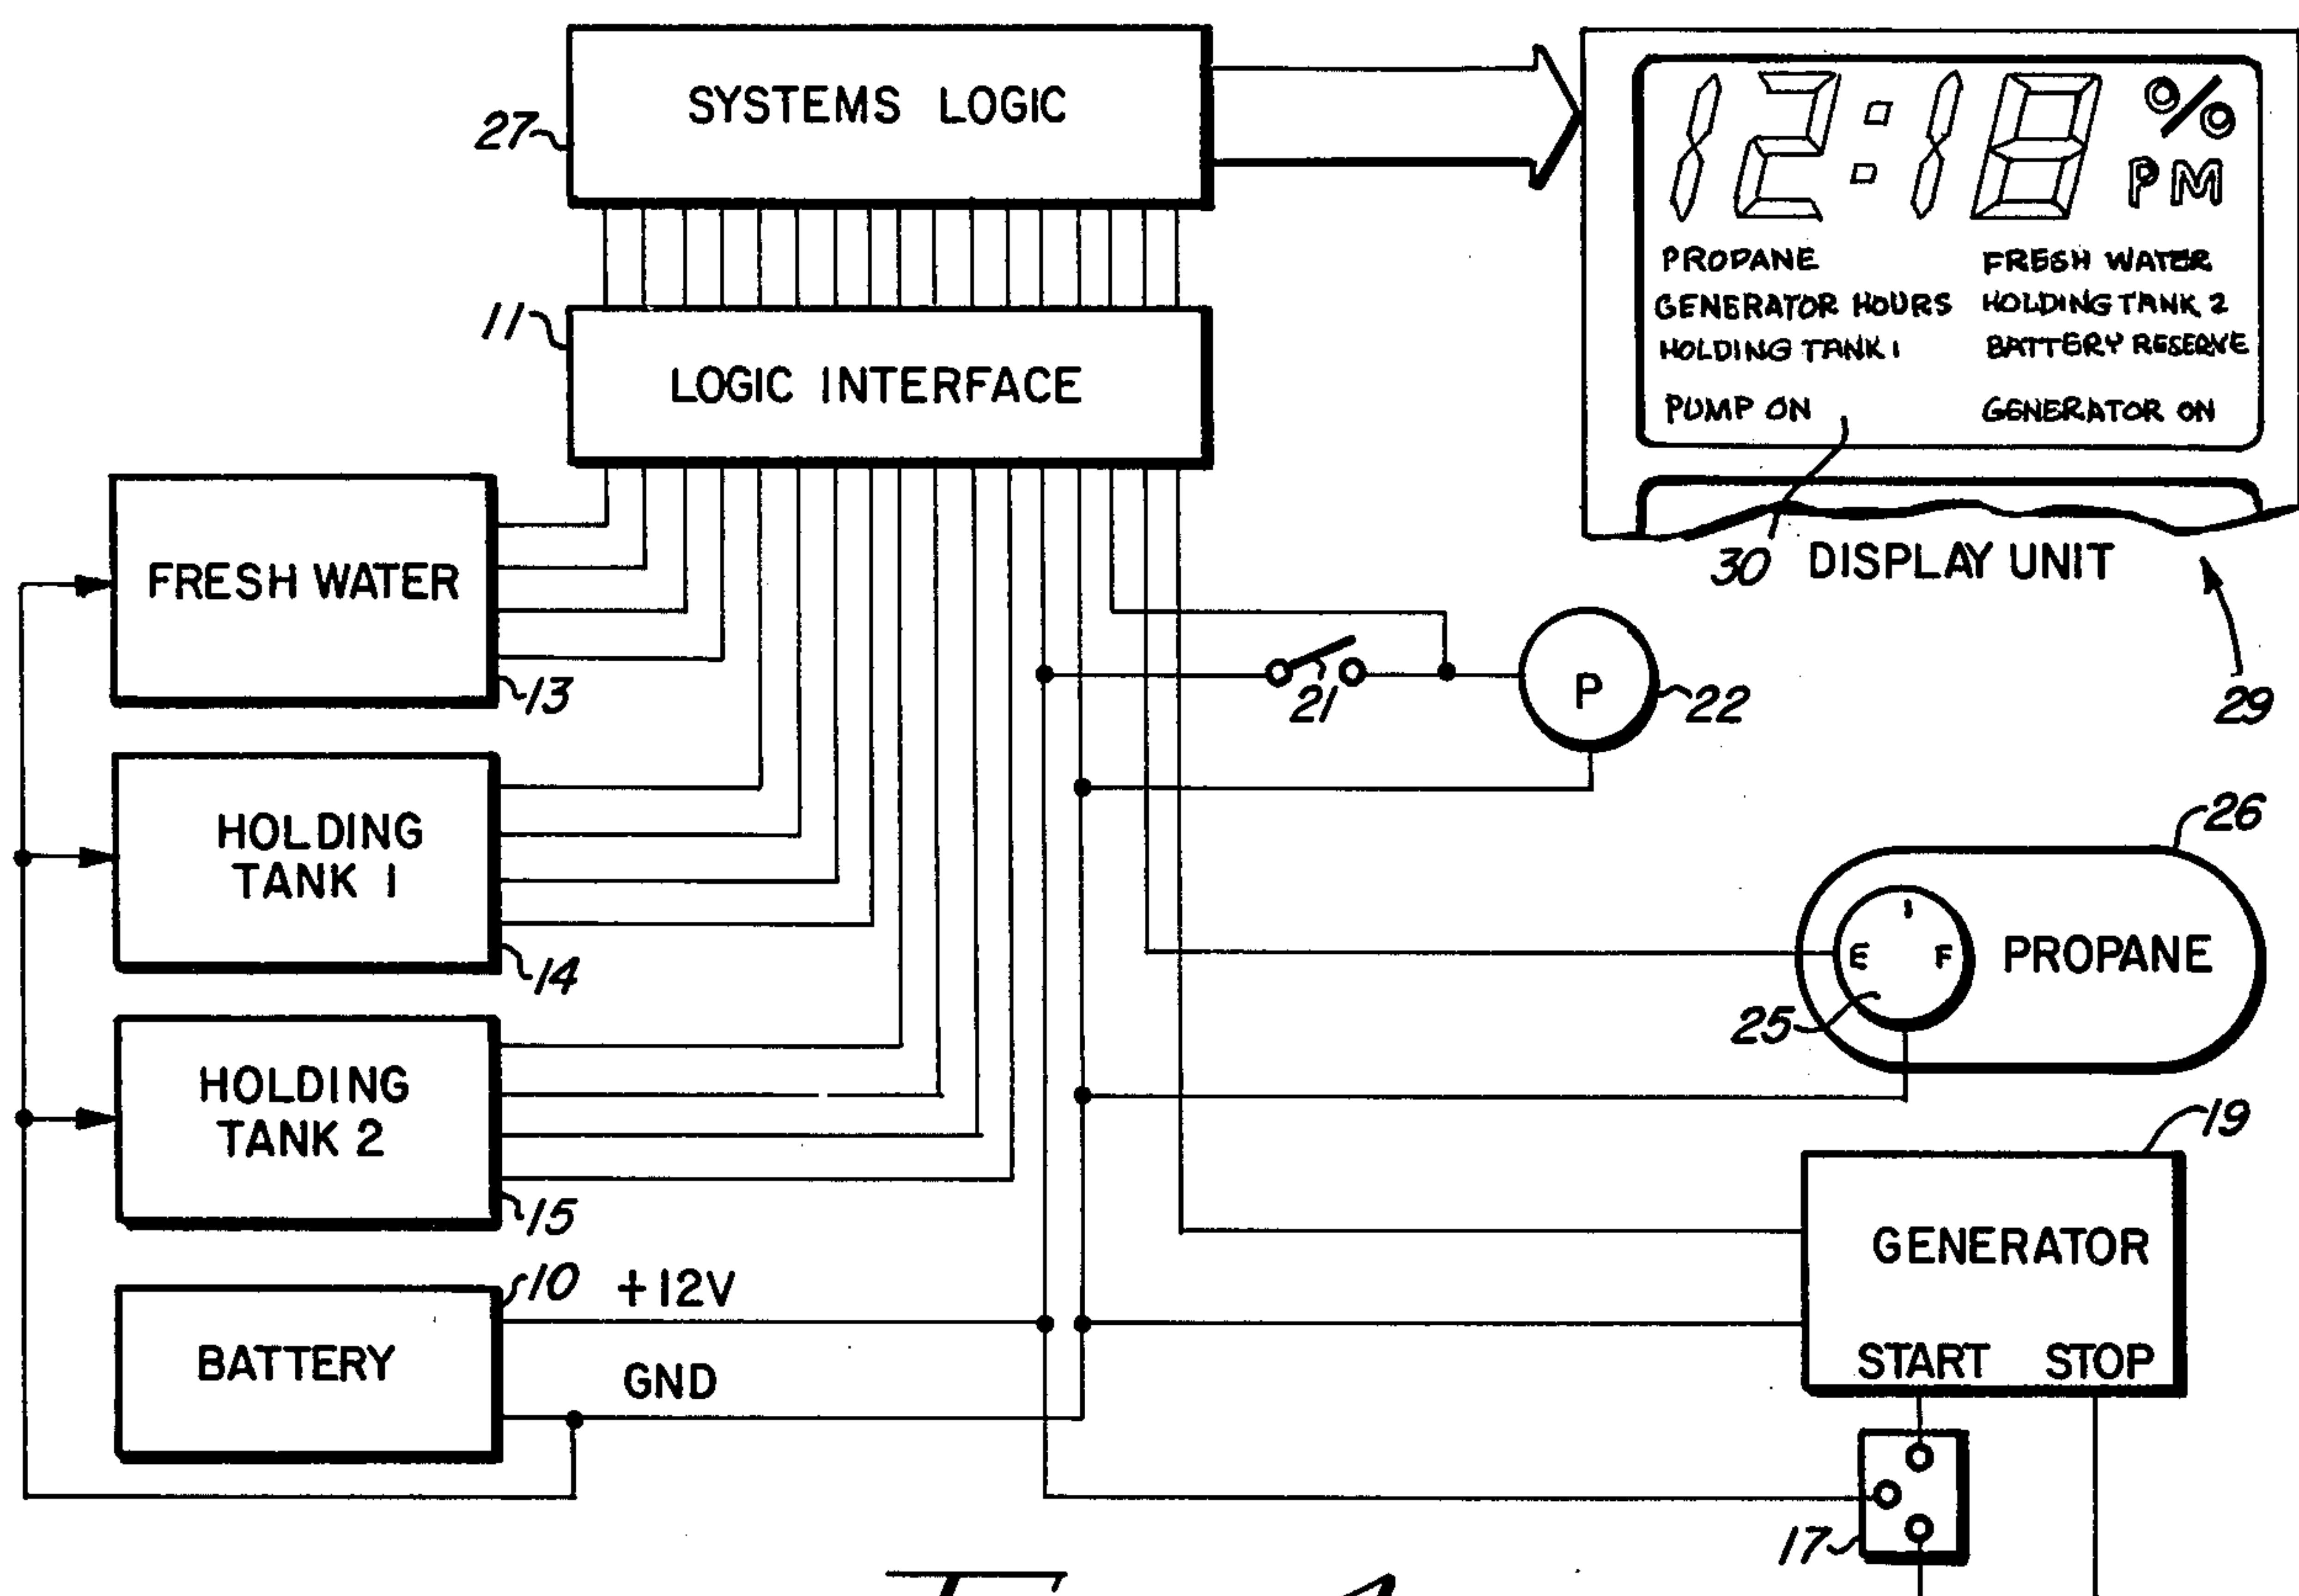 SYSTEMS LOGIC
27
11
LOGIC INTERFACE
12:18 %
PM
PROPANE FRESH WATER
GENERATOR HOURS HOLDING TANK 2
HOLDING TANK 1 BATTERY RESERVE
PUMP ON GENERATOR ON
30 DISPLAY UNIT
29
FRESH WATER
13
21
P
22
HOLDING
TANK 1
14
26
E F PROPANE
25
HOLDING
TANK 2
15
19
GENERATOR
START STOP
10 +12V
BATTERY
GND
17